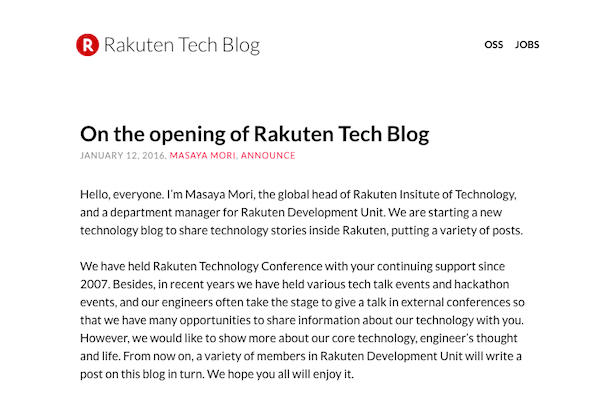 R Rakuten Tech Blog
OSS JOBS
On the opening of Rakuten Tech Blog
JANUARY 12, 2016, MASAYA MORI, ANNOUNCE
Hello, everyone. I'm Masaya Mori, the global head of Rakuten Insitute of Technology,
and a department manager for Rakuten Development Unit. We are starting a new
technology blog to share technology stories inside Rakuten, putting a variety of posts.
We have held Rakuten Technology Conference with your continuing support since
2007. Besides, in recent years we have held various tech talk events and hackathon
events, and our engineers often take the stage to give a talk in external conferences so
that we have many opportunities to share information about our technology with you.
However, we would like to show more about our core technology, engineer's thought
and life. From now on, a variety of members in Rakuten Development Unit will write a
post on this blog in turn. We hope you all will enjoy it.